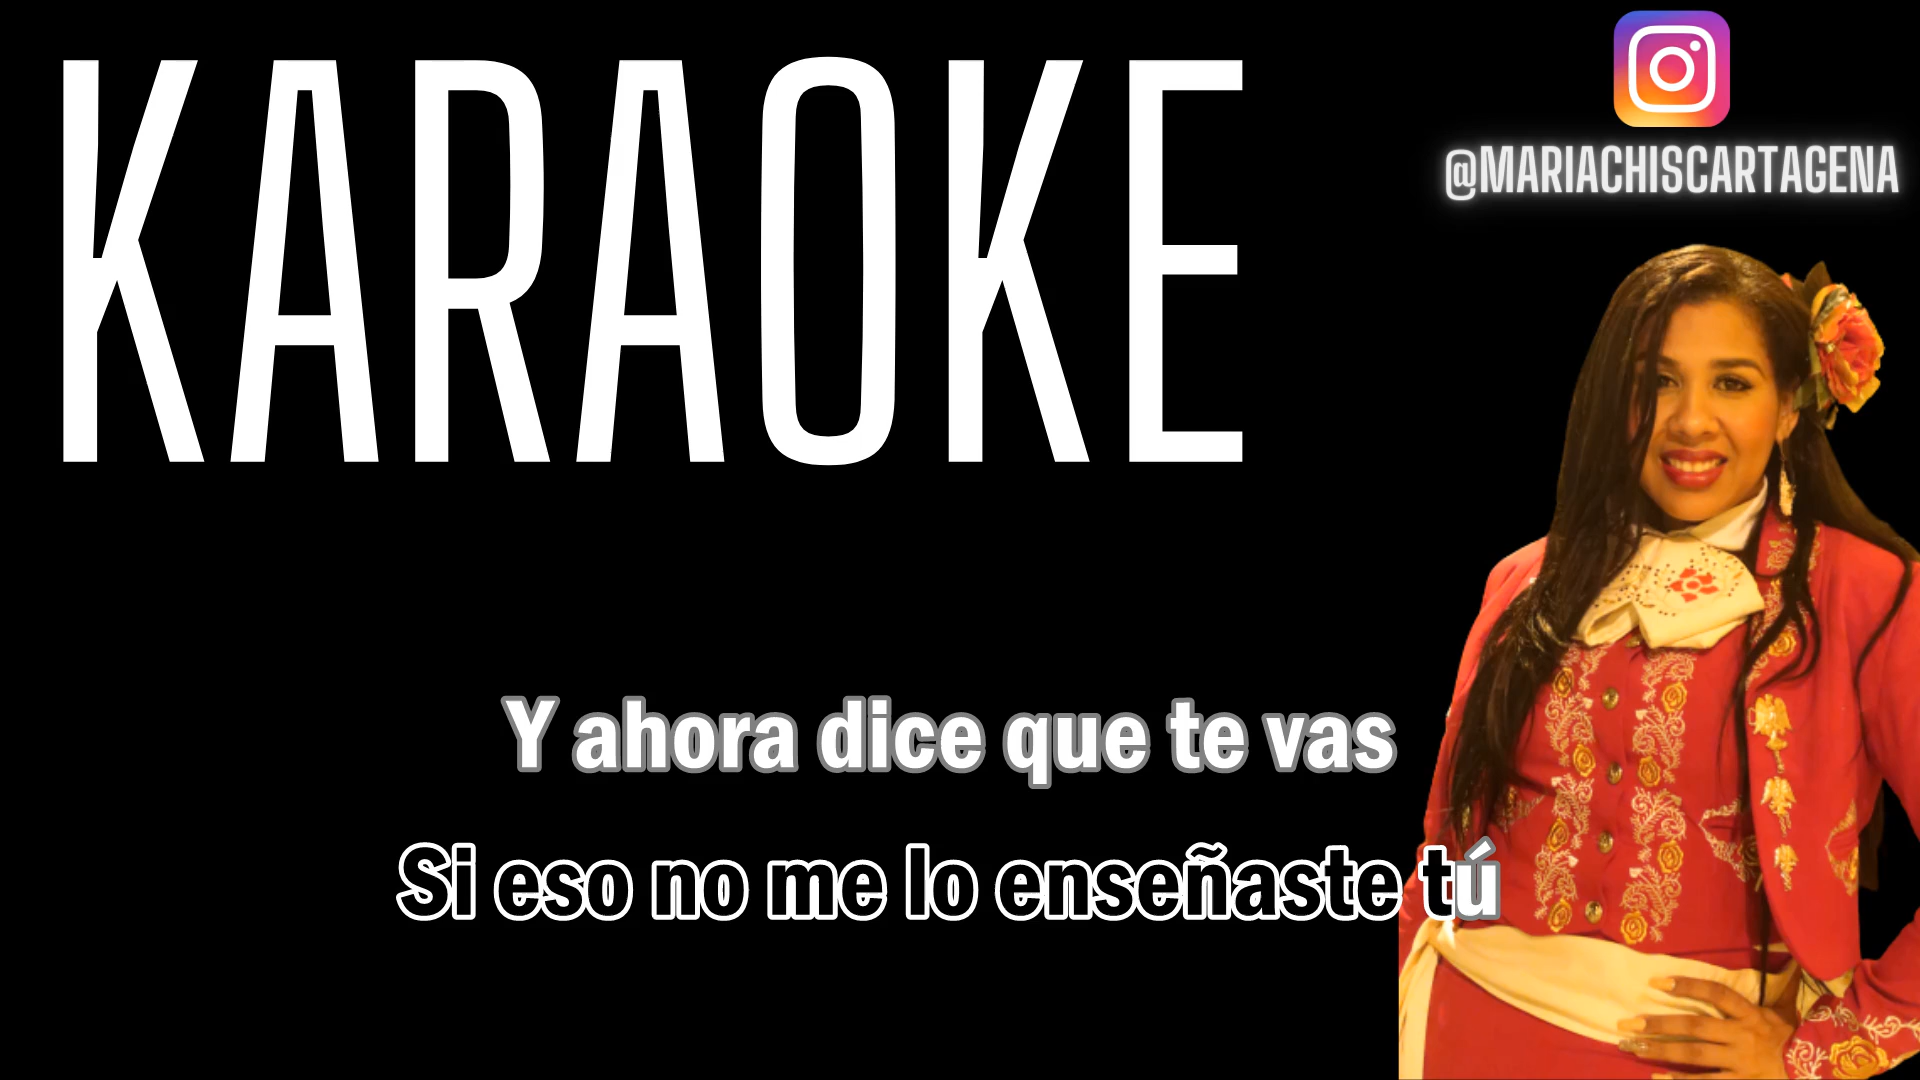 KARAOKE
@MARIACHISCARTAGENA
Y ahora dice que te vas
Si eso no me lo enseñaste tú